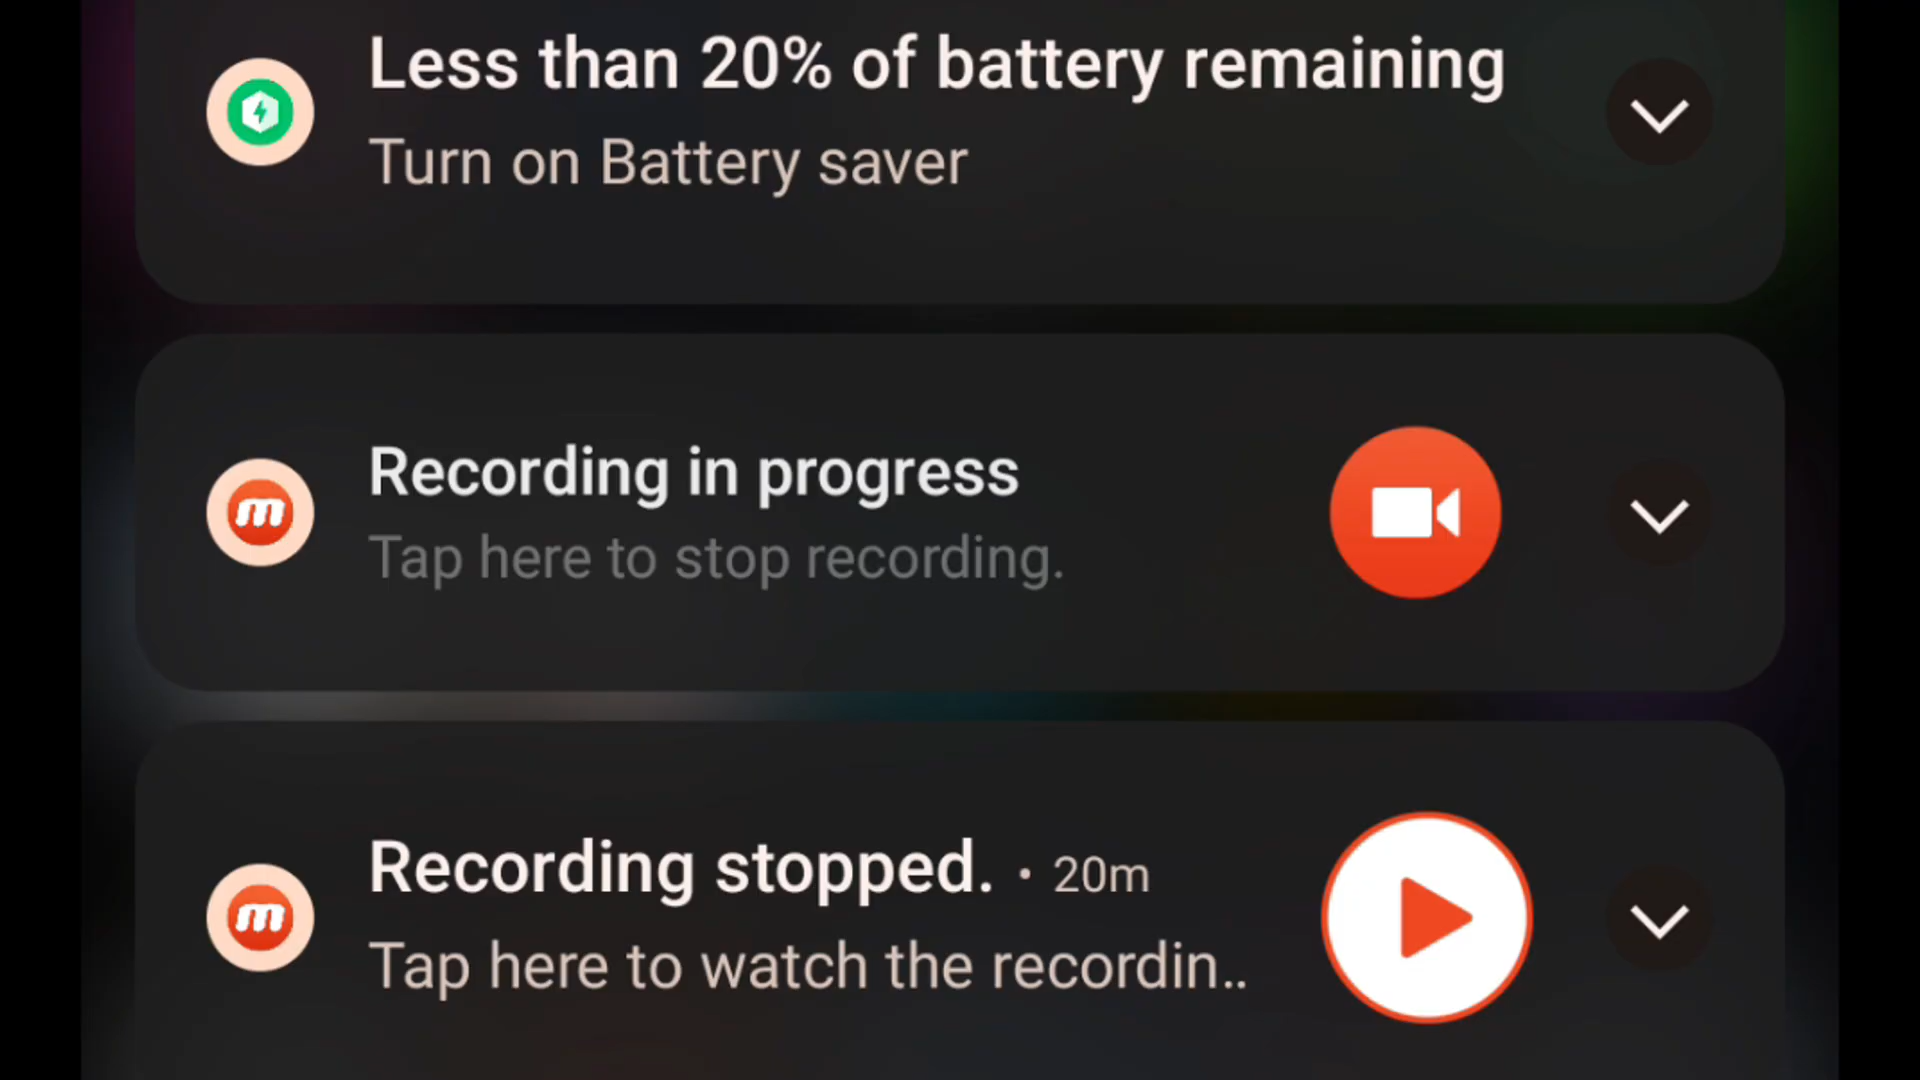 Less than 20% of battery remaining
Turn on Battery saver
Recording in progress
Tap here to stop recording.
Recording stopped. · 20m
Tap here to watch the recordin..